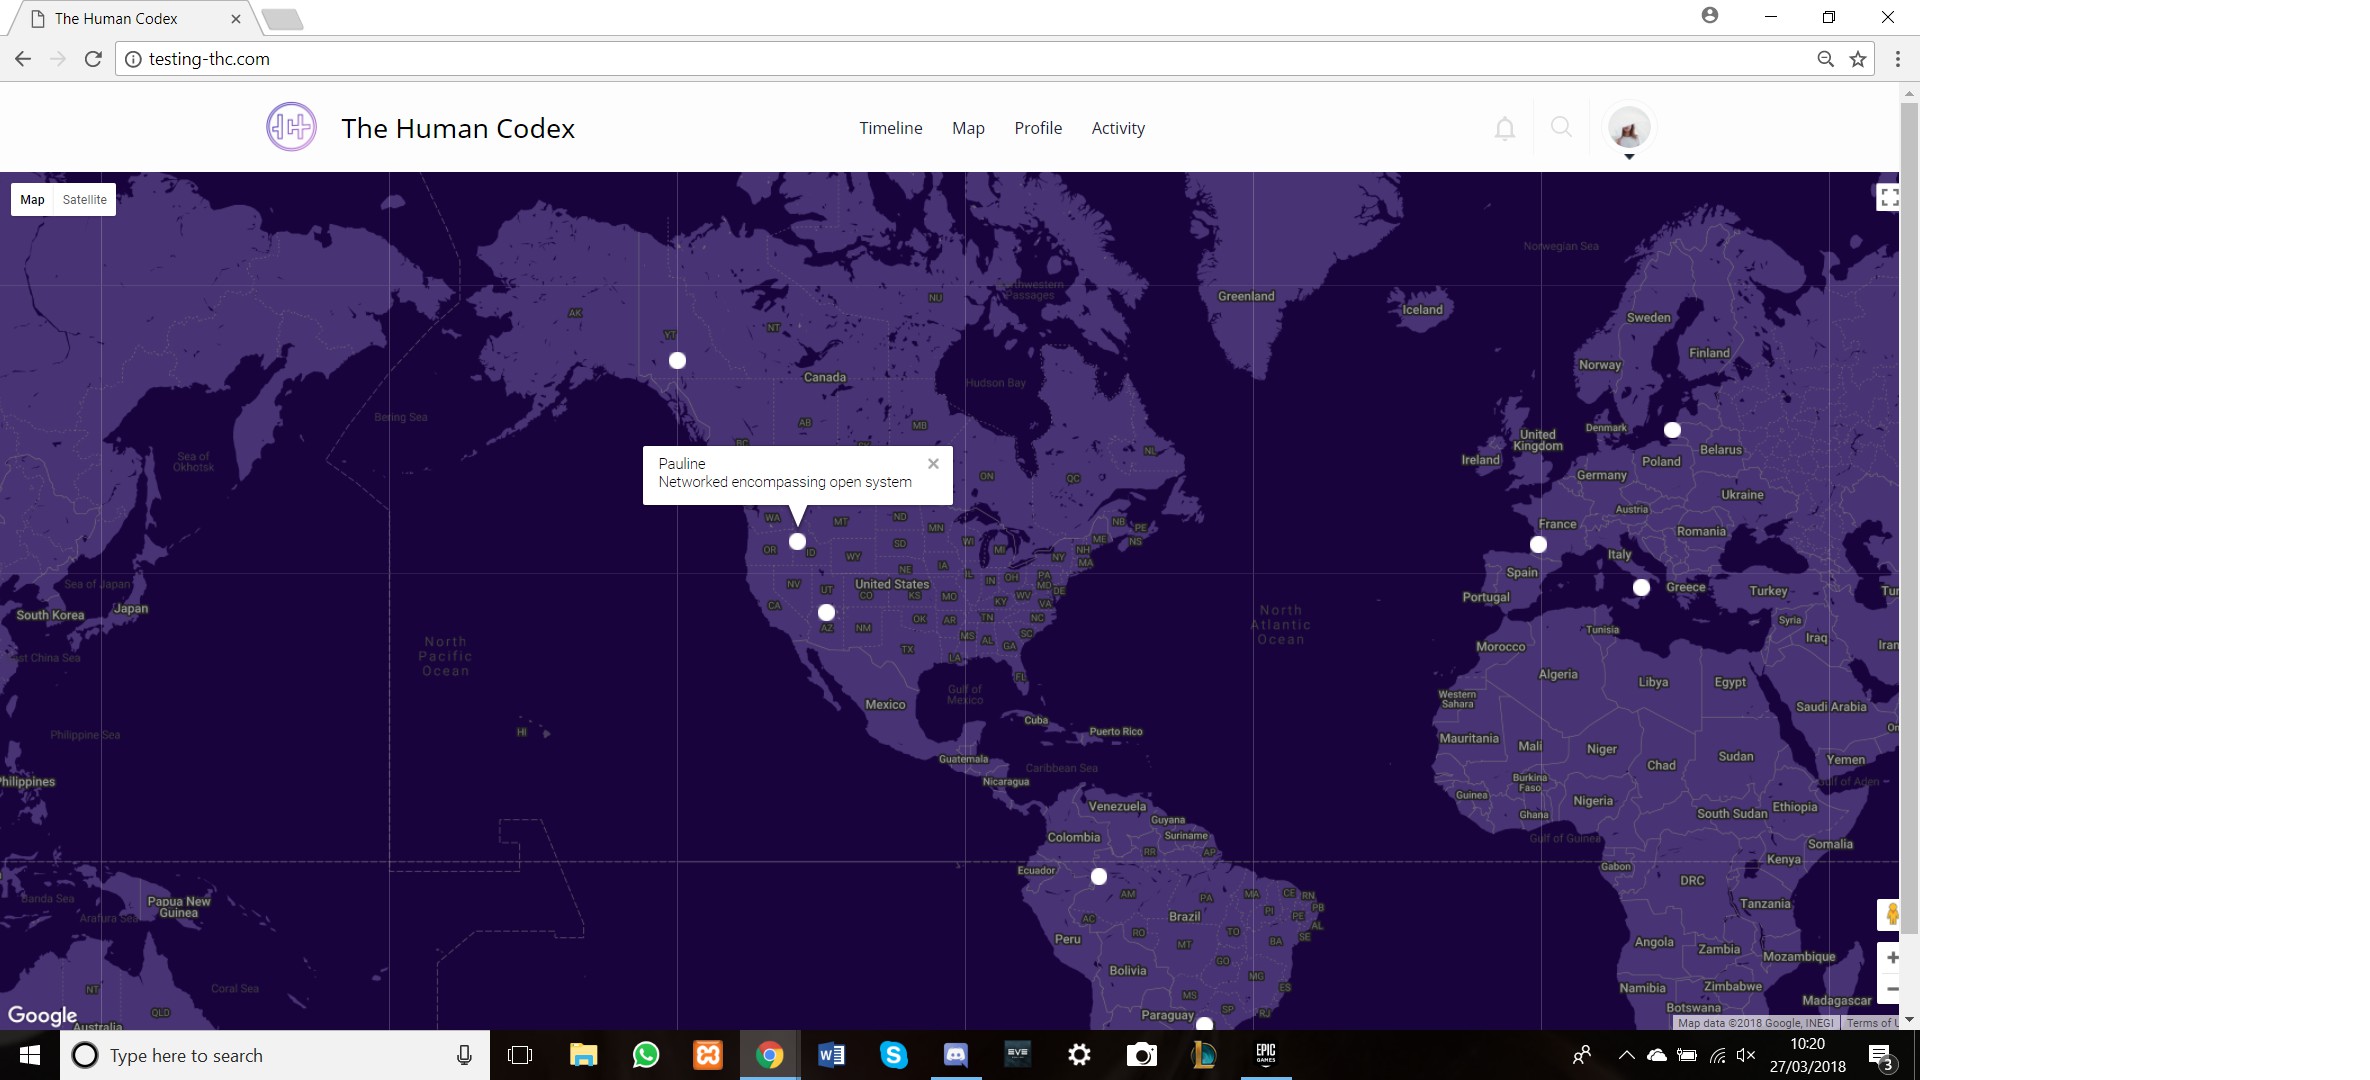 The Human Codex
testing-thc.com
The Human Codex
Timeline Map Profile Activity
Map Satellite
Norwegian Sea
Northwestern
Passages
NU
Greenland
Iceland
AK
YT
NT
Sweden
Finland
Norway
Canada
Hudson Bay
Bering Sea
AB
MB
Denmark
BC
United
Kingdom
Belarus
NL
Sea of
Okhotsk
Ireland
Poland
Pauline
Networked encompassing open system
ON
QC
Germany
Ukraine
Austria
WA
MT
ND
MN
NB
PE
France
Romania
OR
ID
WY
SD
WI
MI
ME
NS
NH
NY
MA
Italy
Sea of Japan
NV
UT
United States
NE
IA
IL
IN
OH
PA
MD
DE
Spain
Greece
Turkey
Tur
South Korea
Japan
CA
CO
KS
MO
KY
WV
VA
Portugal
AZ
NM
OK
AR
TN
NC
North
Atlantic
Ocean
Tunisia
Syria
Iraq
Iran
North
Pacific
Ocean
TX
MS
AL
GA
SC
LA
Morocco
East China Sea
FL
Algeria
Libya
Egypt
Gulf of
Mexico
Western
Sahara
Mexico
Saudi Arabia
Cuba
Puerto Rico
Philippine Sea
HI
Mauritania
Mali
Niger
Sudan
Om
Guatemala
Caribbean Sea
Chad
Yemen
Philippines
Nicaragua
Burkina
Faso
Gulf of Aden
Guinea
Nigeria
Venezuela
Ghana
South Sudan
Ethiopia
Guyana
Colombia
Suriname
Gulf of Guinea
Somalia
RR
AP
Kenya
Ecuador
Gabon
DRC
Banda Sea
Papua New
Guinea
Arafura Sea
AM
PA
MA
CE
RN
PB
Tanzania
AC
Brazil
PI
PE
AL
Peru
RO
TO
SE
MT
BA
Angola
Zambia
Mozambique
GO
Bolivia
MG
Coral Sea
NT
MS
ES
Namibia
Zimbabwe
Madagascar
QLD
Paraguay
SP
RJ
Botswana
Google
Australia
Map data ©2018 Google, INEGI Terms of U
Type here to search
EVE
EPIC
GAMES
10:20
27/03/2018
3